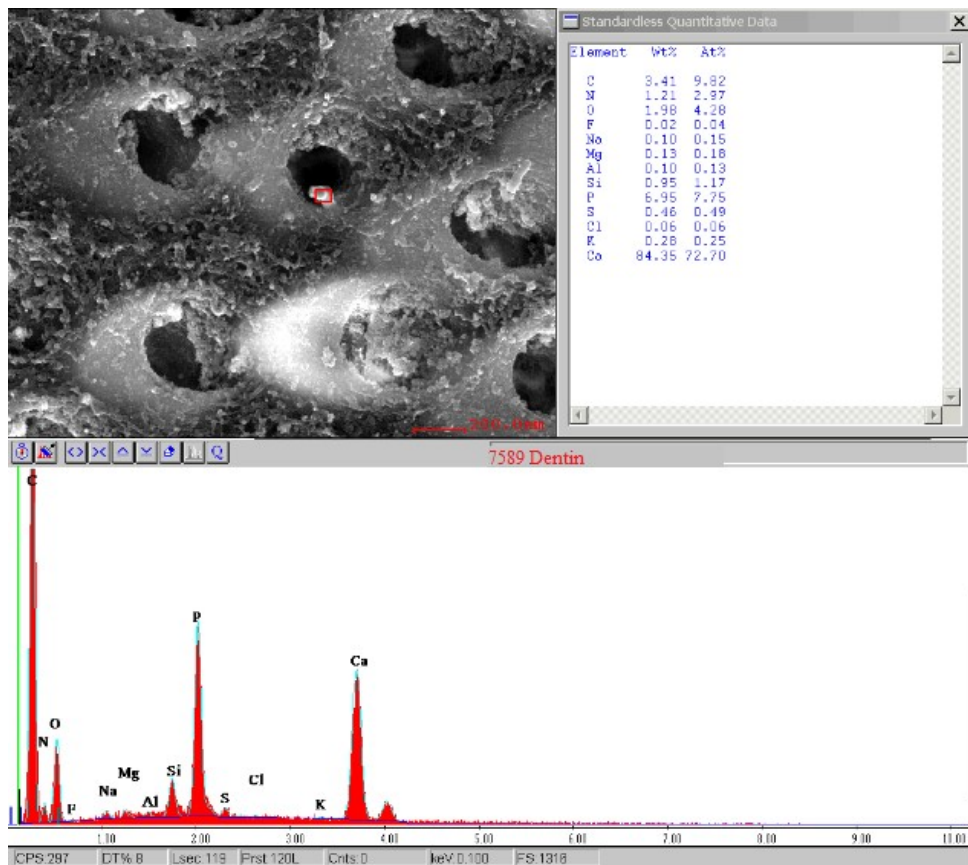 Standardless Quantitative Data
Element Wt% At%
C 3.41 9.82
N 1.21 2.97
O 1.98 4.28
F 0.02 0.04
Na 0.10 0.15
Mg 0.13 0.18
Al 0.10 0.13
Si 0.95 1.17
P 6.95 7.75
S 0.46 0.49
Cl 0.06 0.06
K 0.28 0.25
Ca 84.35 72.70
Q
7589 Dentin
C
P
Ca
O
N
Mg
Si
Cl
F
Na
Al
S
K
1.00 2.00 3.00 4.00 5.00 6.00 7.00 8.00 9.00 10.00
CPS:297 DT% 8 Lsec:119 Prst:120L Cnts:0 keV:0.100 FS:1316